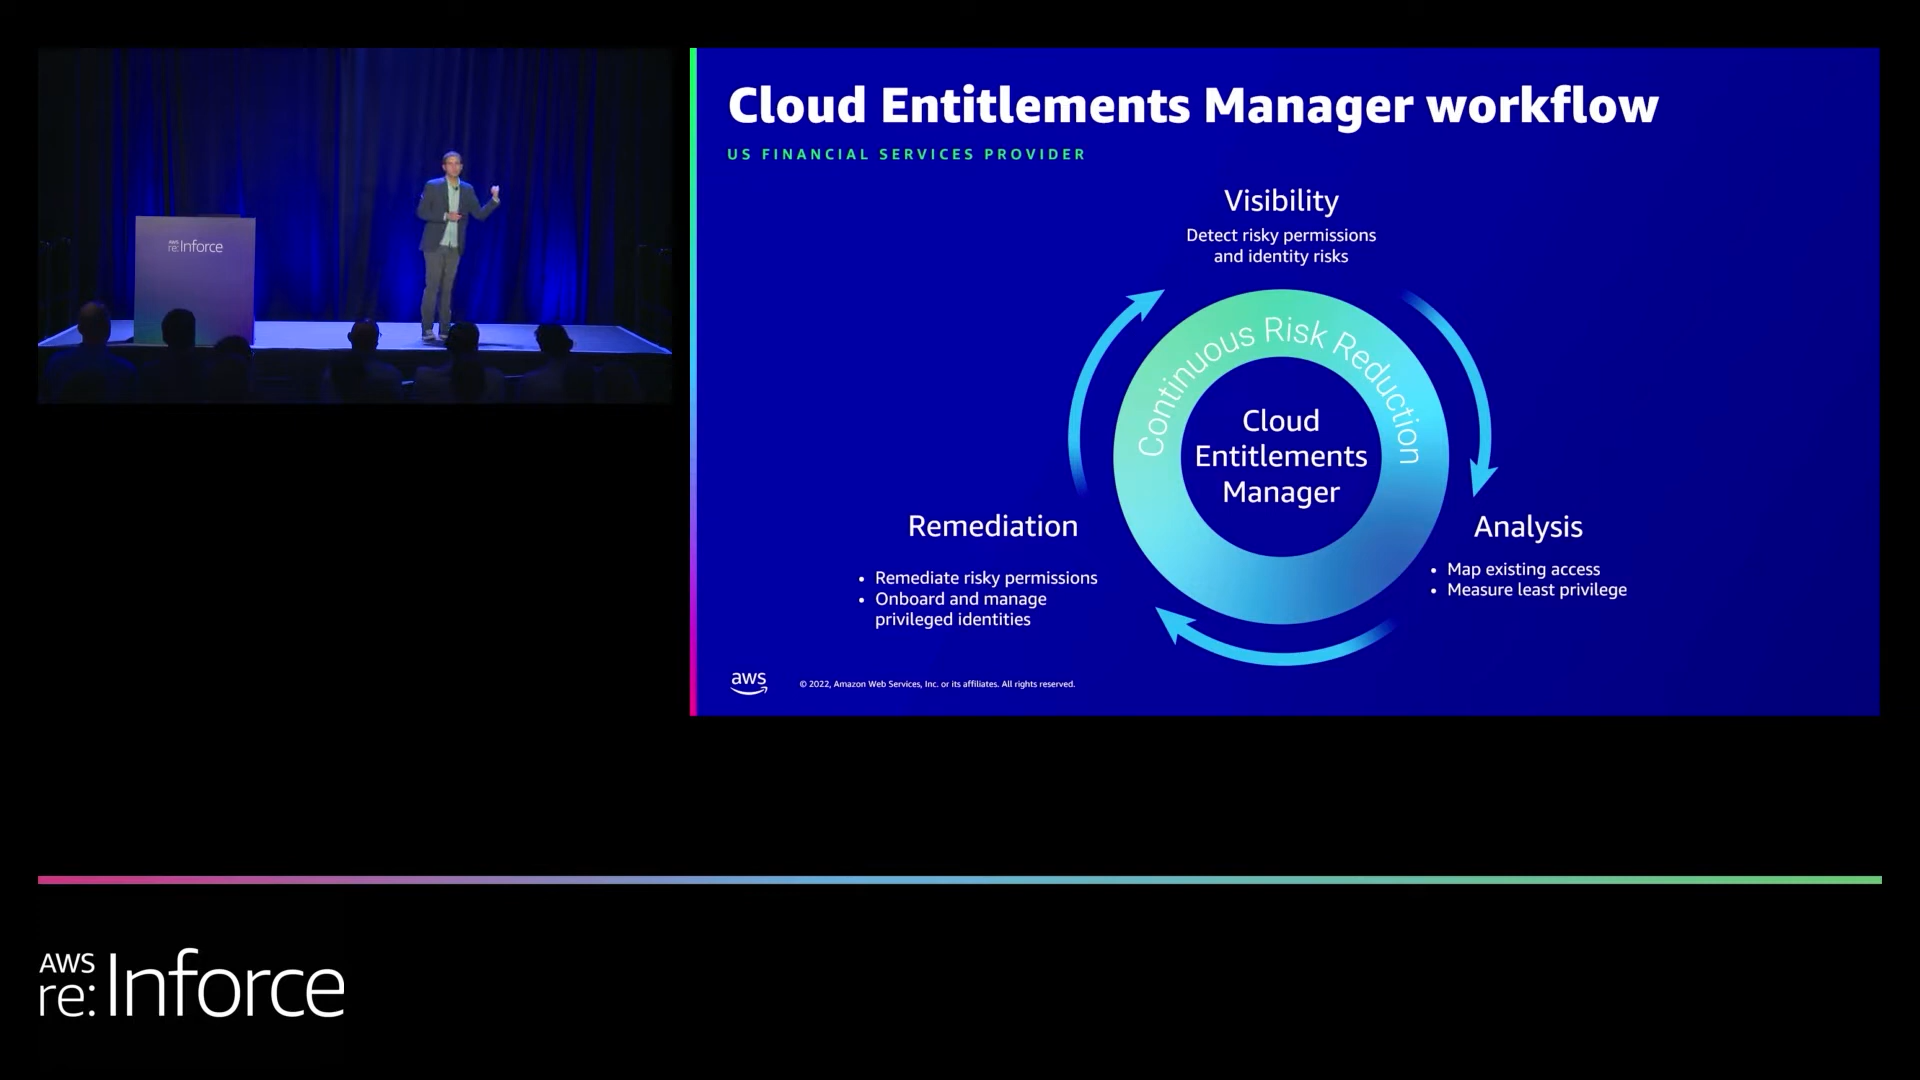 AWS
re:Inforce
Cloud Entitlements Manager workflow
US FINANCIAL SERVICES PROVIDER
Visibility
Detect risky permissions
and identity risks
Continuous Risk Reduction
Cloud
Entitlements
Manager
Remediation
• Remediate risky permissions
• Onboard and manage
privileged identities
Analysis
• Map existing access
• Measure least privilege
aws
© 2022, Amazon Web Services, Inc. or its affiliates. All rights reserved.
AWS
re:Inforce